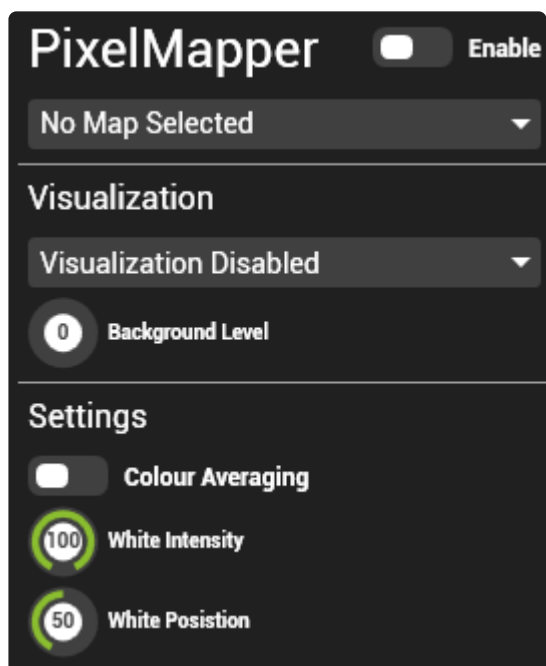 PixelMapper Enable
No Map Selected
Visualization
Visualization Disabled
0 Background Level
Settings
Colour Averaging
100 White Intensity
50 White Posistion